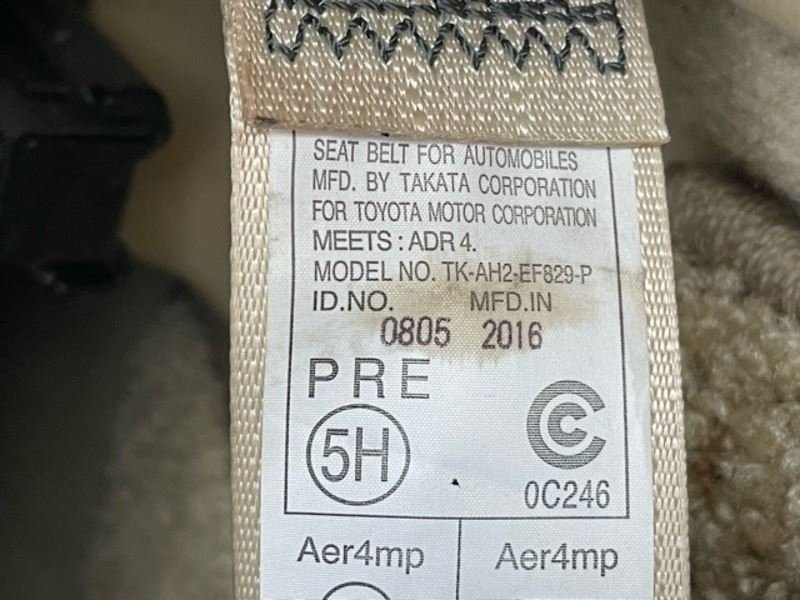 SEAT BELT FOR AUTOMOBILES
MFD. BY TAKATA CORPORATION
FOR TOYOTA MOTOR CORPORATION
MEETS : ADR 4.
MODEL NO. TK-AH2-EF829-P
ID.NO. MFD.IN
0805 2016
PRE
5H
CC
0C246
Aer4mp Aer4mp